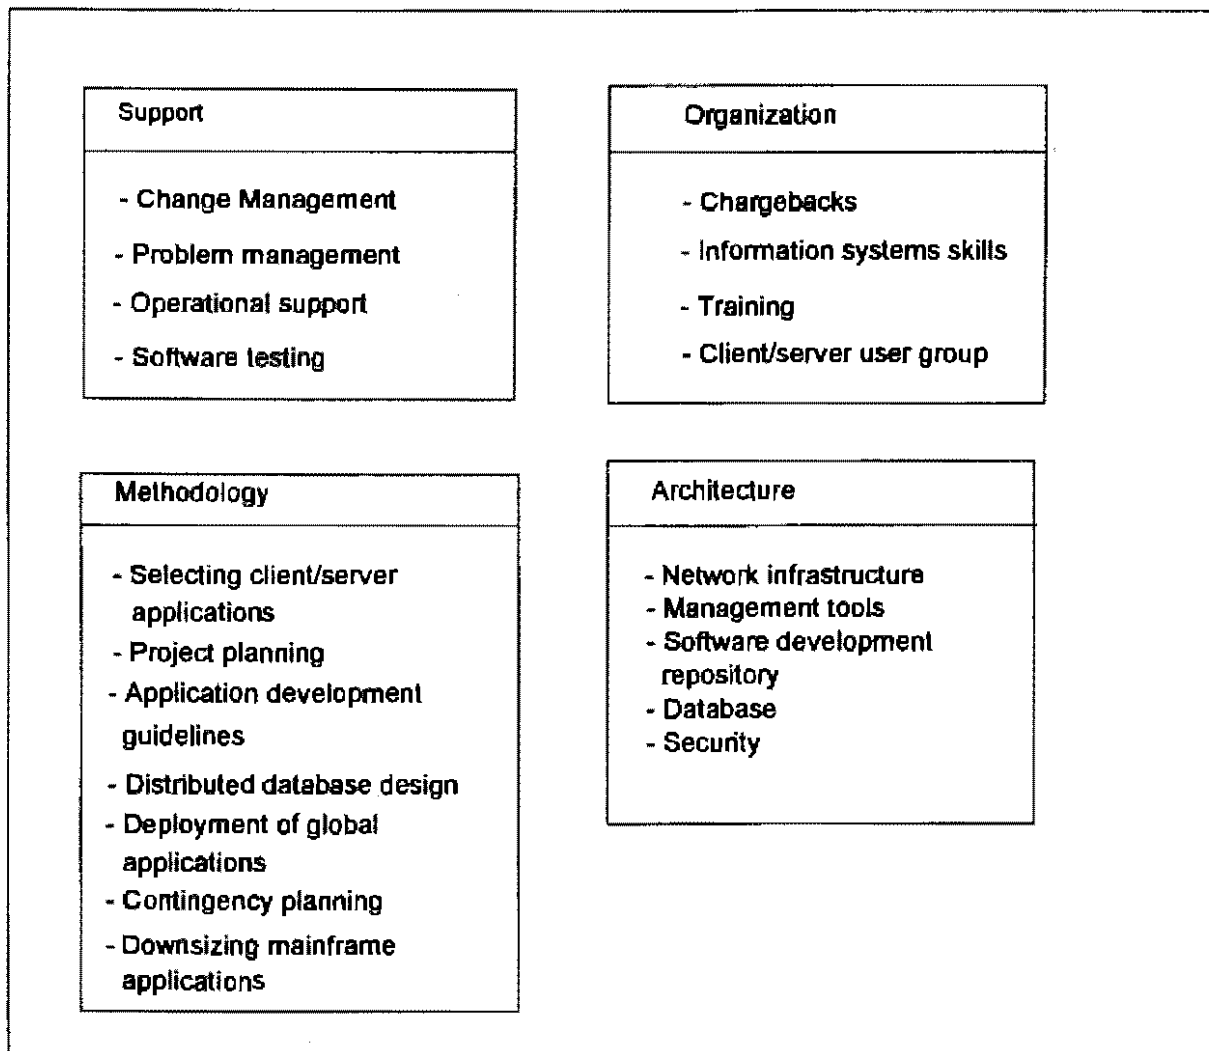 Support
- Change Management
- Problem management
- Operational support
- Software testing
Organization
- Chargebacks
- Information systems skills
- Training
- Client/server user group
Methodology
- Selecting client/server
applications
- Project planning
- Application development
guidelines
- Distributed database design
- Deployment of global
applications
- Contingency planning
- Downsizing mainframe
applications
Architecture
- Network infrastructure
- Management tools
- Software development
repository
- Database
- Security